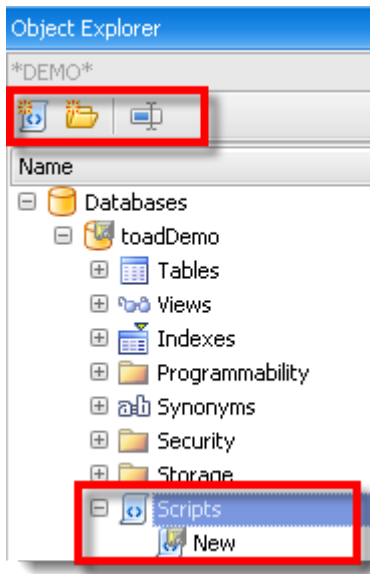 Object Explorer
*DEMO*
Name
Databases
toadDemo
Tables
Views
Indexes
Programmability
Synonyms
Security
Storage
Scripts
New